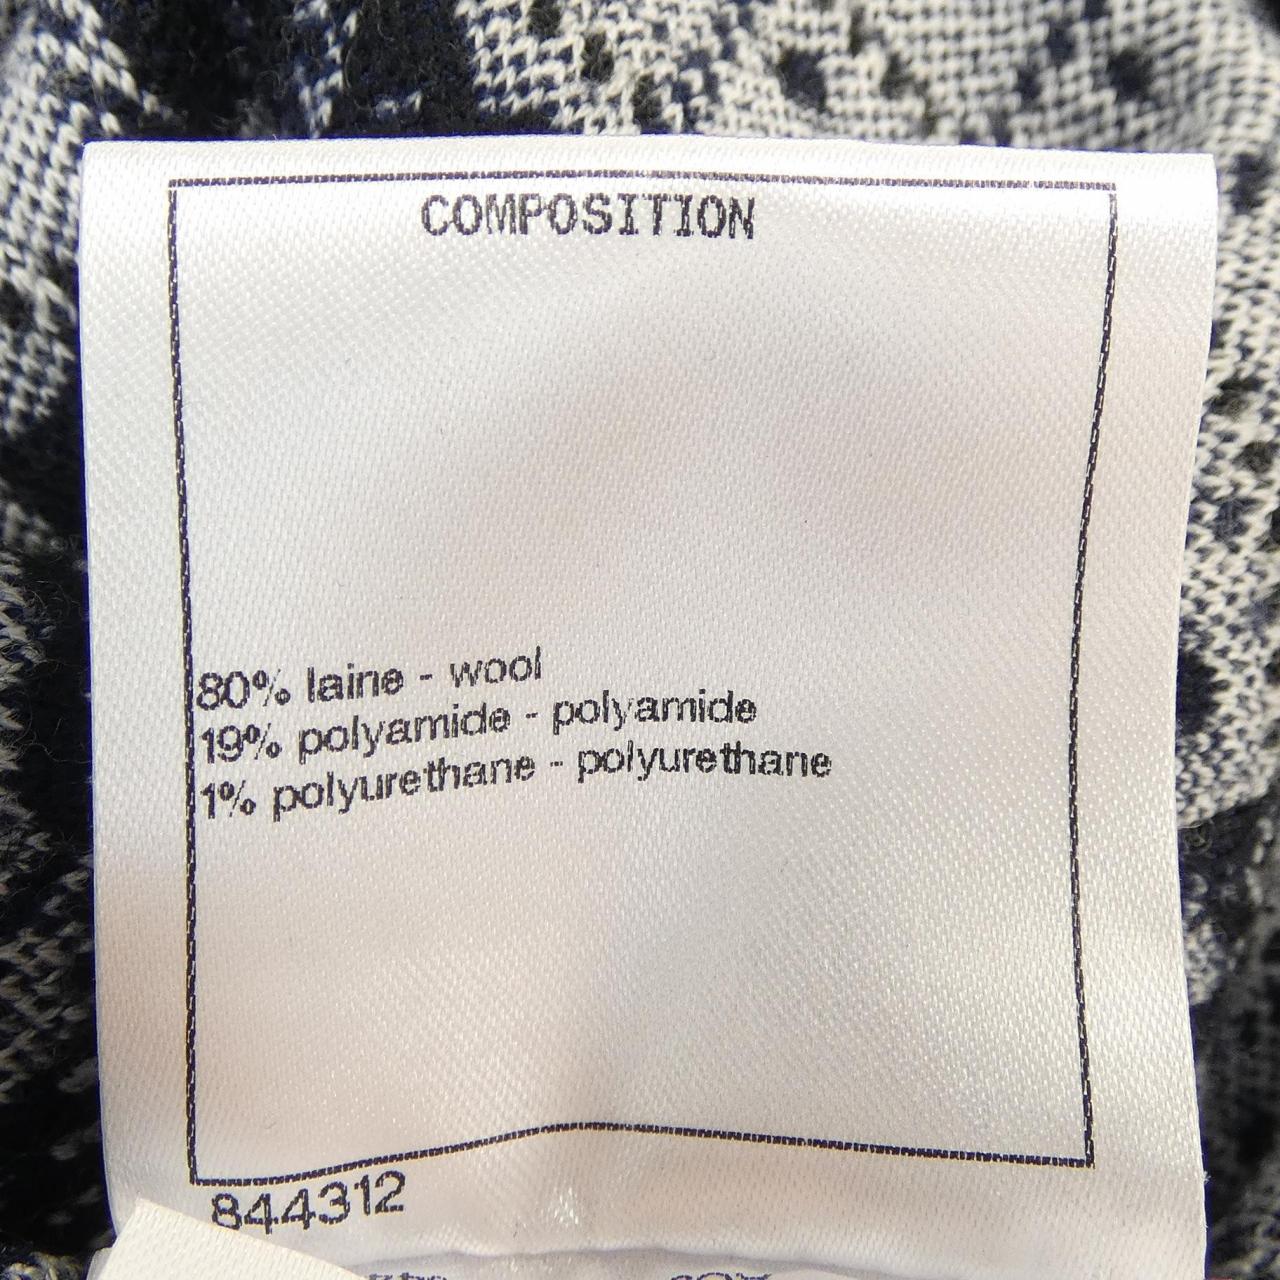 COMPOSITION
80% laine - wool
19% polyamide - polyamide
1% polyurethane - polyurethane
844312